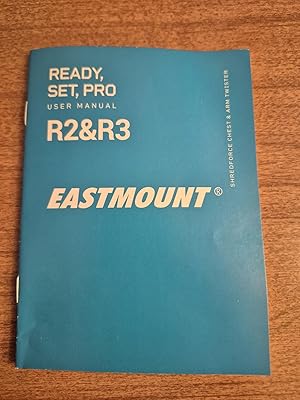 READY,
SET, PRO
USER MANUAL
R2&R3
EASTMOUNT ®
SHREDFORCE CHEST & ARM TWISTER